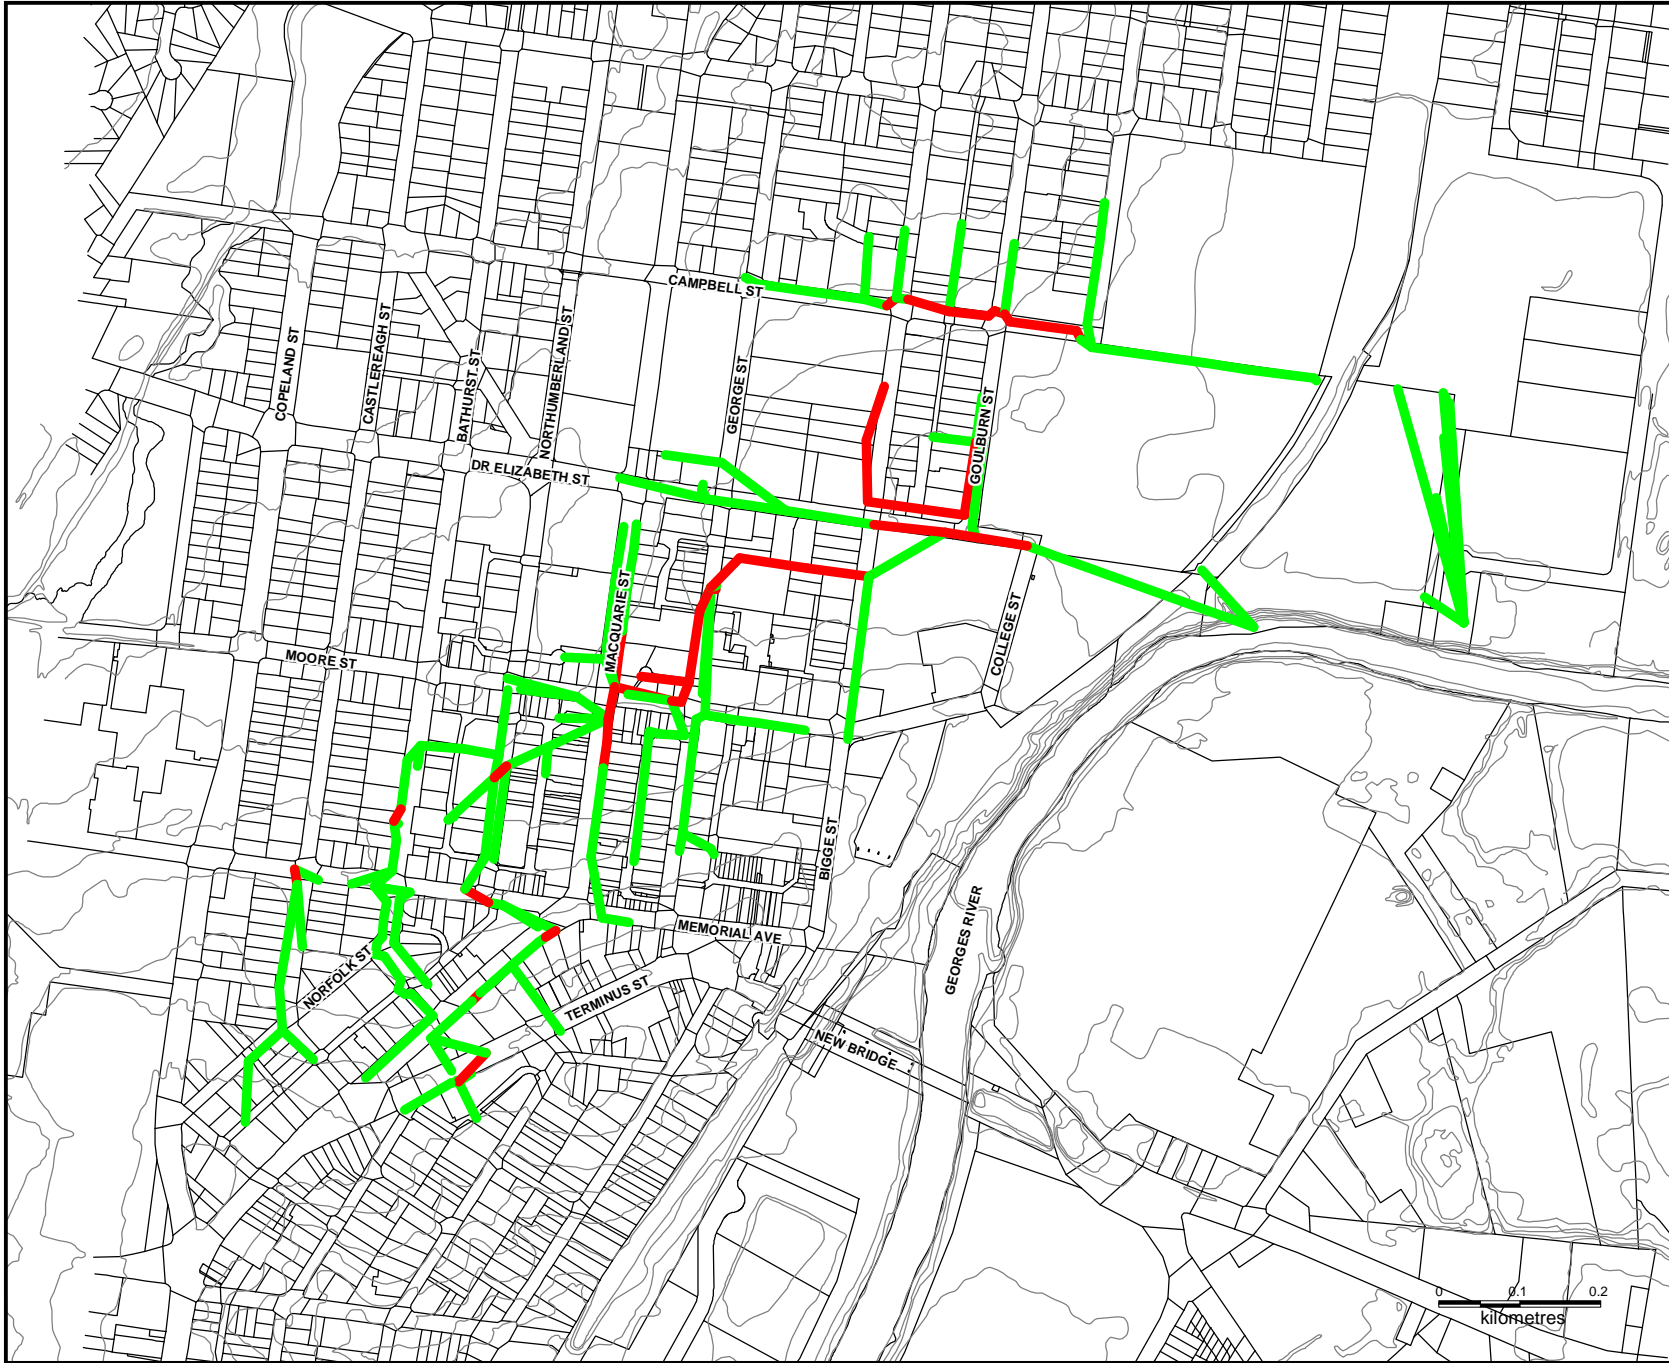 CAMPBELL ST
COPELAND ST
CASTLEREAGH ST
BATHURST ST
NORTHUMBERLAND ST
GEORGE ST
GOULBURN ST
DR ELIZABETH ST
MACQUARIE ST
COLLEGE ST
MOORE ST
BIGGE ST
MEMORIAL AVE
GEORGES RIVER
NORFOLK ST
TERMINUS ST
NEW BRIDGE
0 0.1 0.2
kilometres